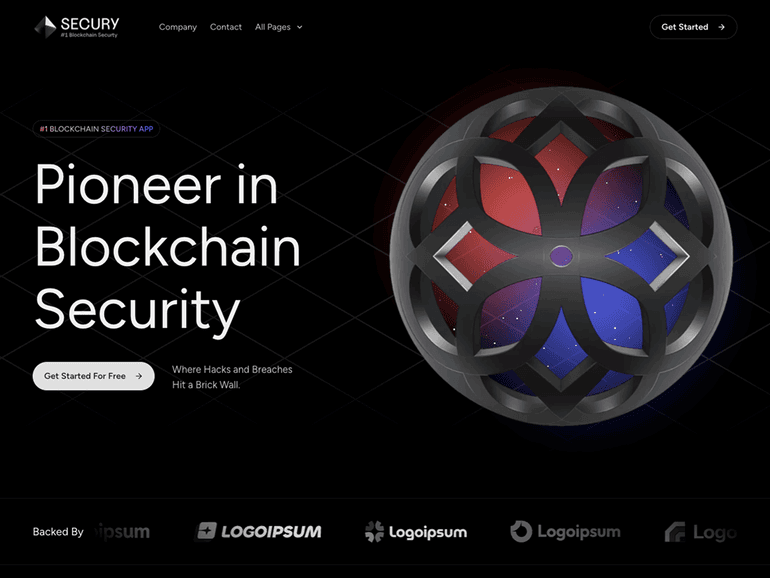 SECURY
#1 Blockchain Security
Company
Contact
All Pages
Get Started
#1 BLOCKCHAIN SECURITY APP
Pioneer in
Blockchain
Security
Get Started For Free
Where Hacks and Breaches
Hit a Brick Wall.
Backed By
ipsum
LOGOIPSUM
Logoipsum
Logoipsum
Logo